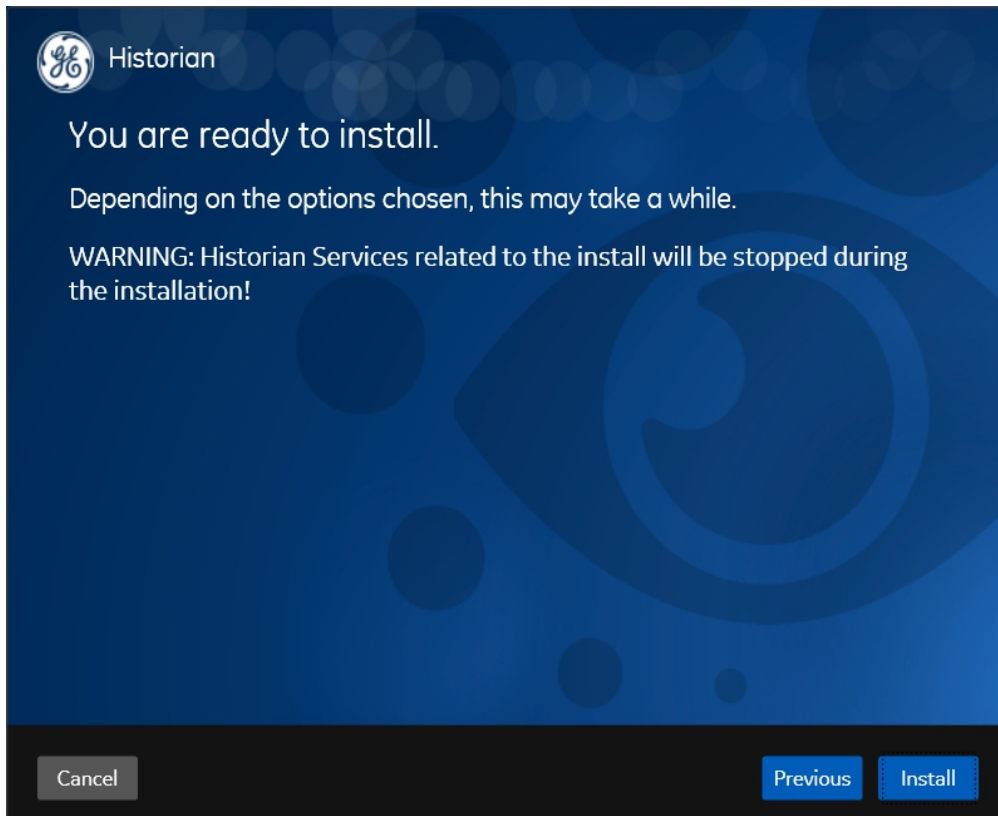 Historian
You are ready to install.
Depending on the options chosen, this may take a while.
WARNING: Historian Services related to the install will be stopped during
the installation!
Cancel
Previous
Install